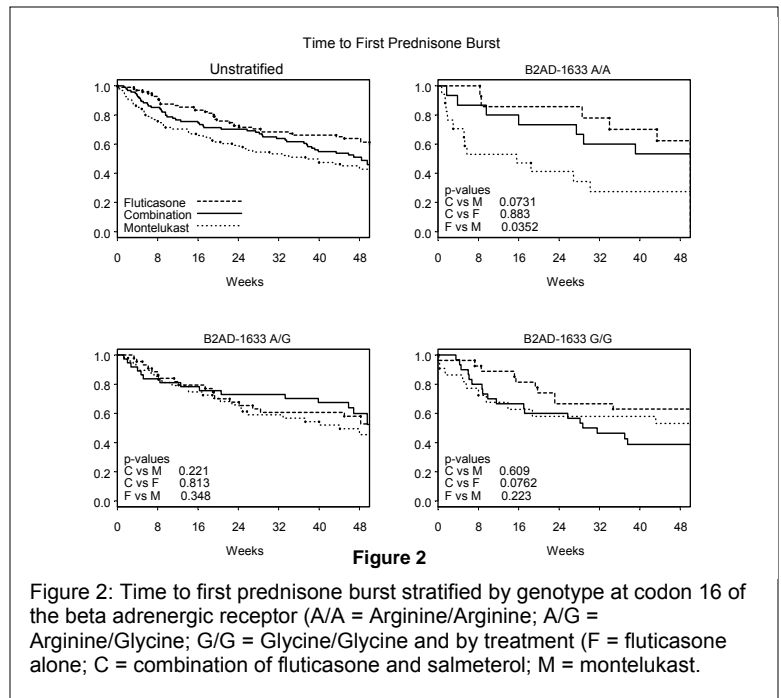 Time to First Prednisone Burst
Unstratified
1.0
0.8
0.6
0.4
0.2
0.0
Fluticasone
Combination
Montelukast
0 8 16 24 32 40 48
Weeks
B2AD-1633 A/A
1.0
0.8
0.6
0.4
0.2
0.0
p-values
C vs M 0.0731
C vs F 0.883
F vs M 0.0352
0 8 16 24 32 40 48
Weeks
B2AD-1633 A/G
1.0
0.8
0.6
0.4
0.2
0.0
p-values
C vs M 0.221
C vs F 0.813
F vs M 0.348
0 8 16 24 32 40 48
Weeks
B2AD-1633 G/G
1.0
0.8
0.6
0.4
0.2
0.0
p-values
C vs M 0.609
C vs F 0.0762
F vs M 0.223
0 8 16 24 32 40 48
Weeks
Figure 2
Figure 2: Time to first prednisone burst stratified by genotype at codon 16 of
the beta adrenergic receptor (A/A = Arginine/Arginine; A/G =
Arginine/Glycine; G/G = Glycine/Glycine and by treatment (F = fluticasone
alone; C = combination of fluticasone and salmeterol; M = montelukast.